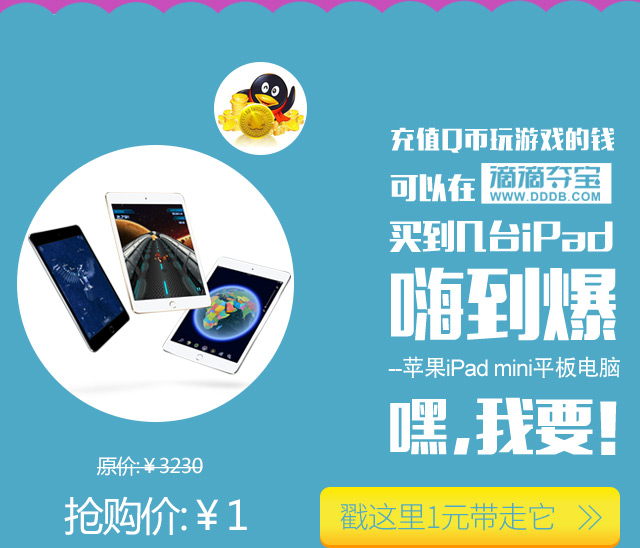 充值Q币玩游戏的钱
可以在 滴滴夺宝
WWW.DDDB.COM
买到几台iPad
嗨到爆
--苹果iPad mini平板电脑
嘿,我要!
原价:￥3230
抢购价:￥1
戳这里1元带走它 >>